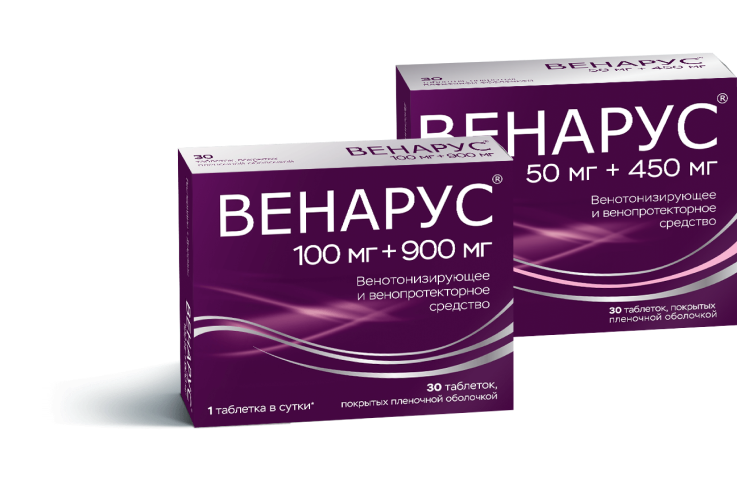 30
ВЕНАРУС
100 мг + 900 мг
ВЕНАРУС®
100 мг + 900 мг
Венотонизирующее
и венопротекторное
средство
30 таблеток,
покрытых пленочной оболочкой
1 таблетка в сутки*
ВЕНАРУС
30
ВЕНАРУС
50 мг + 450 мг
ВЕНАРУС®
50 мг + 450 мг
Венотонизирующее
и венопротекторное
средство
30 таблеток, покрытых
пленочной оболочкой